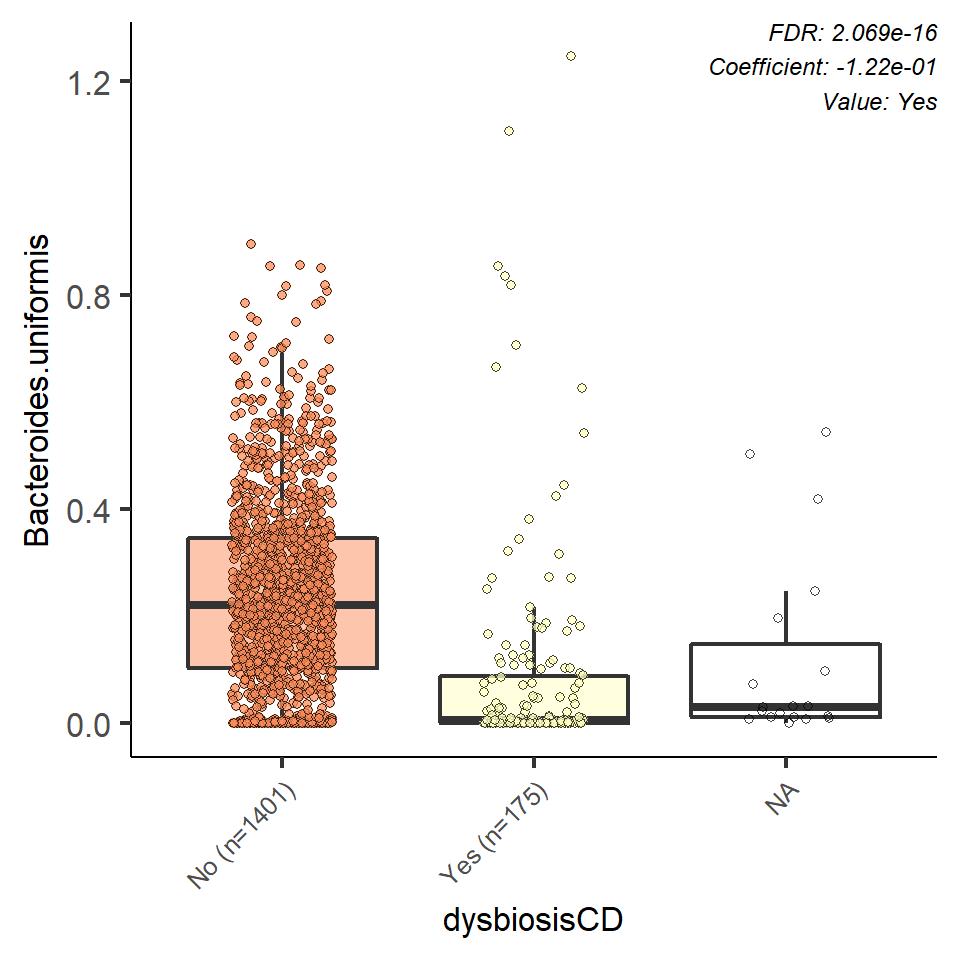 FDR: 2.069e-16
Coefficient: -1.22e-01
Value: Yes
Bacteroides.uniformis
1.2
0.8
0.4
0.0
No (n=1401)
Yes (n=175)
NA
dysbiosisCD